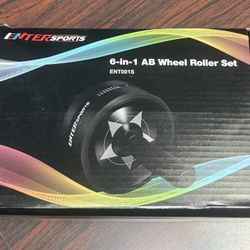 ENTERSPORTS
6-in-1 AB Wheel Roller Set
ENT001S
ENTERSPORTS